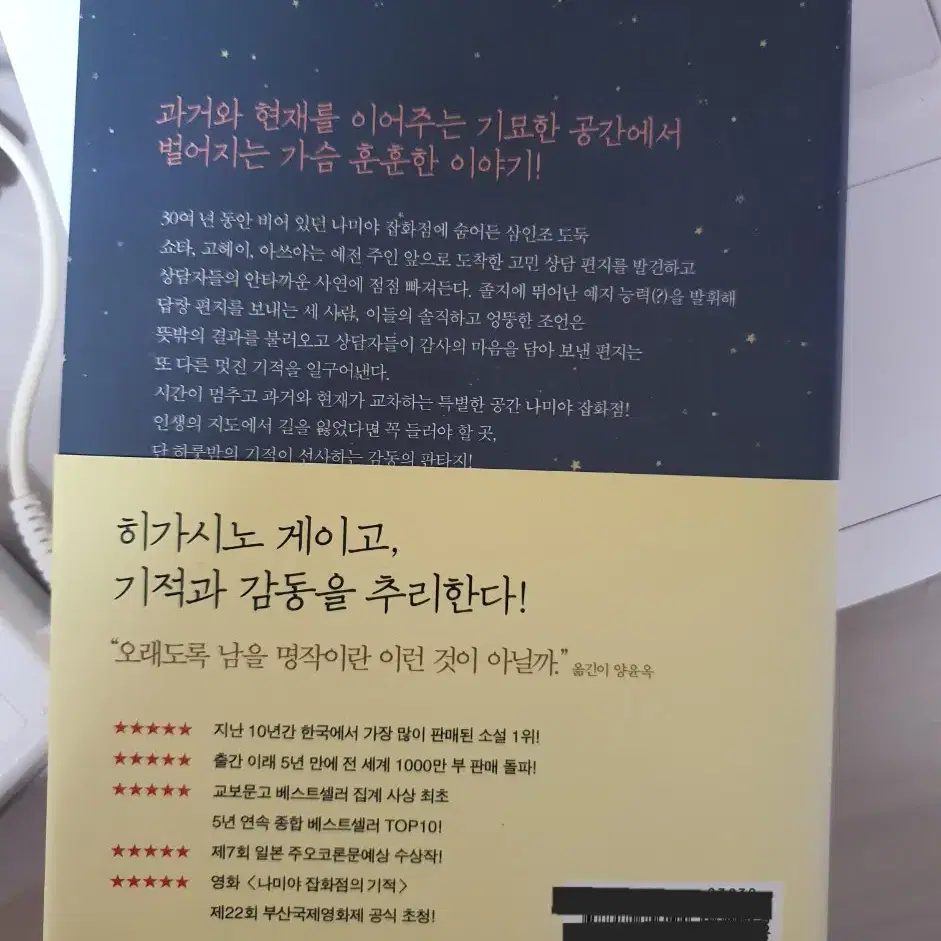 과거와 현재를 이어주는 기묘한 공간에서
벌어지는 가슴 훈훈한 이야기!
30여 년 동안 비어 있던 나미야 잡화점에 숨어든 삼인조 도둑
쇼타, 고헤이, 아쓰야는 예전 주인 앞으로 도착한 고민 상담 편지를 발견하고
상담자들의 안타까운 사연에 점점 빠져든다. 졸지에 뛰어난 예지 능력(?)을 발휘해
답장 편지를 보내는 세 사람, 이들의 솔직하고 엉뚱한 조언은
뜻밖의 결과를 불러오고 상담자들이 감사의 마음을 담아 보낸 편지는
또 다른 멋진 기적을 일구어낸다.
시간이 멈추고 과거와 현재가 교차하는 특별한 공간 나미야 잡화점!
인생의 지도에서 길을 잃었다면 꼭 들러야 할 곳,
단 하룻밤의 기적이 선사하는 감동의 판타지!
히가시노 게이고,
기적과 감동을 추리한다!
“오래도록 남을 명작이란 이런 것이 아닐까.” 옮긴이 양윤옥
★★★★★ 지난 10년간 한국에서 가장 많이 판매된 소설 1위!
★★★★★ 출간 이래 5년 만에 전 세계 1000만 부 판매 돌파!
★★★★★ 교보문고 베스트셀러 집계 사상 최초
5년 연속 종합 베스트셀러 TOP10!
★★★★★ 제7회 일본 주오코론문예상 수상작!
★★★★★ 영화 〈나미야 잡화점의 기적〉
제22회 부산국제영화제 공식 초청!